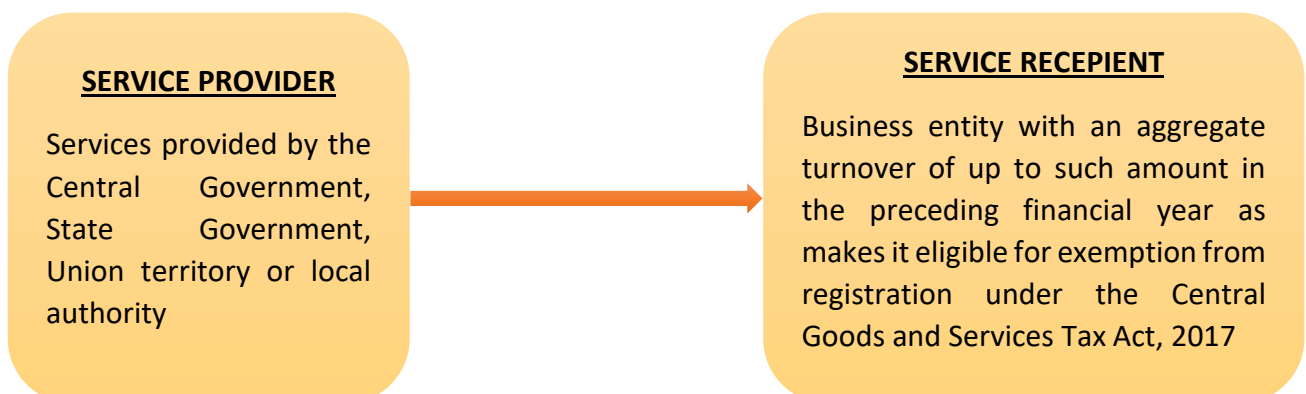 SERVICE PROVIDER
Services provided by the
Central Government,
State Government,
Union territory or local
authority
SERVICE RECEPIENT
Business entity with an aggregate
turnover of up to such amount in
the preceding financial year as
makes it eligible for exemption from
registration under the Central
Goods and Services Tax Act, 2017